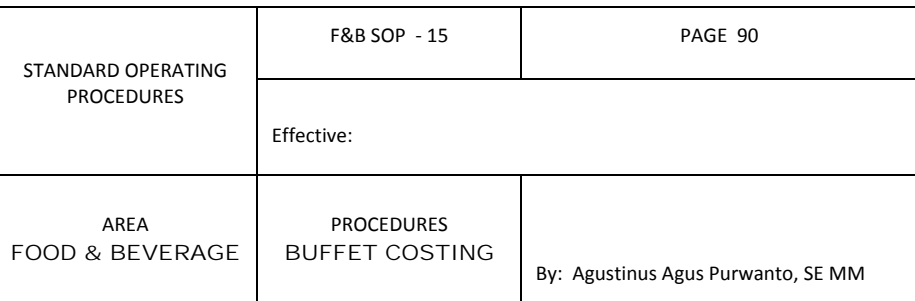 STANDARD OPERATING
PROCEDURES
F&B SOP - 15
PAGE 90
Effective:
AREA
FOOD & BEVERAGE
PROCEDURES
BUFFET COSTING
By: Agustinus Agus Purwanto, SE MM